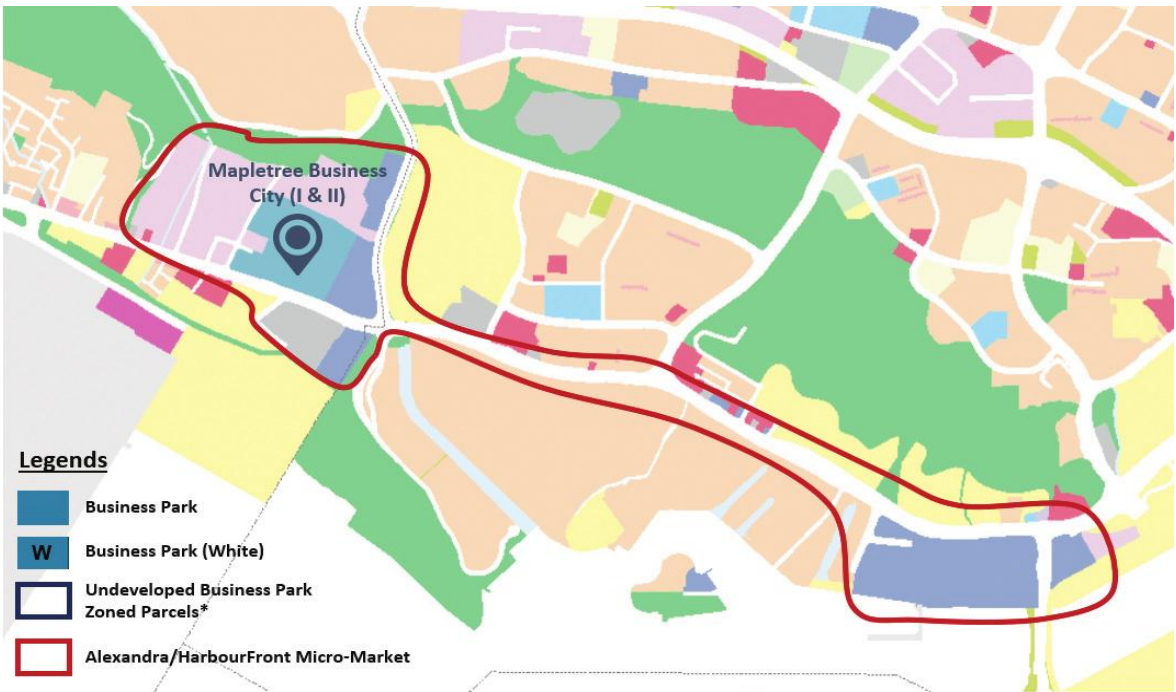 Mapletree Business
City (I & II)
Legends
Business Park
W
Business Park (White)
Undeveloped Business Park
Zoned Parcels*
Alexandra/HarbourFront Micro-Market